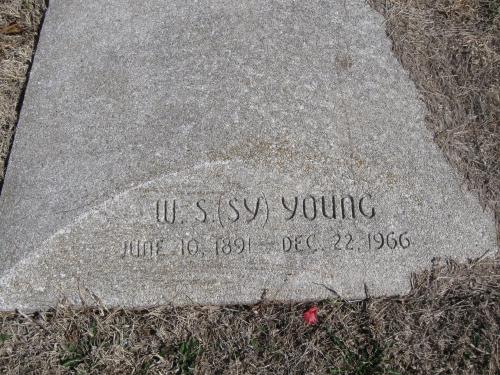 W. S. (SY) YOUNG
JUNE 10, 1891 - DEC. 22, 1966